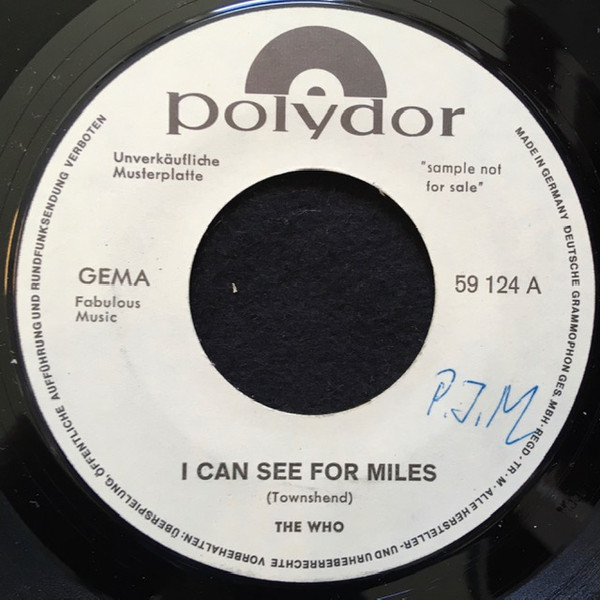 polydor
Unverkäufliche
Musterplatte
"sample not
for sale"
GEMA
Fabulous
Music
59 124 A
P.J.M
I CAN SEE FOR MILES
(Townshend)
THE WHO
MADE IN GERMANY DEUTSCHE GRAMMOPHON GES. MBH · REGD. TR. M · ALLE HERSTELLER- UND URHEBERRECHTE VORBEHALTEN: ÜBERSPIELUNG, ÖFFENTLICHE AUFFÜHRUNG UND RUNDFUNKSENDUNG VERBOTEN